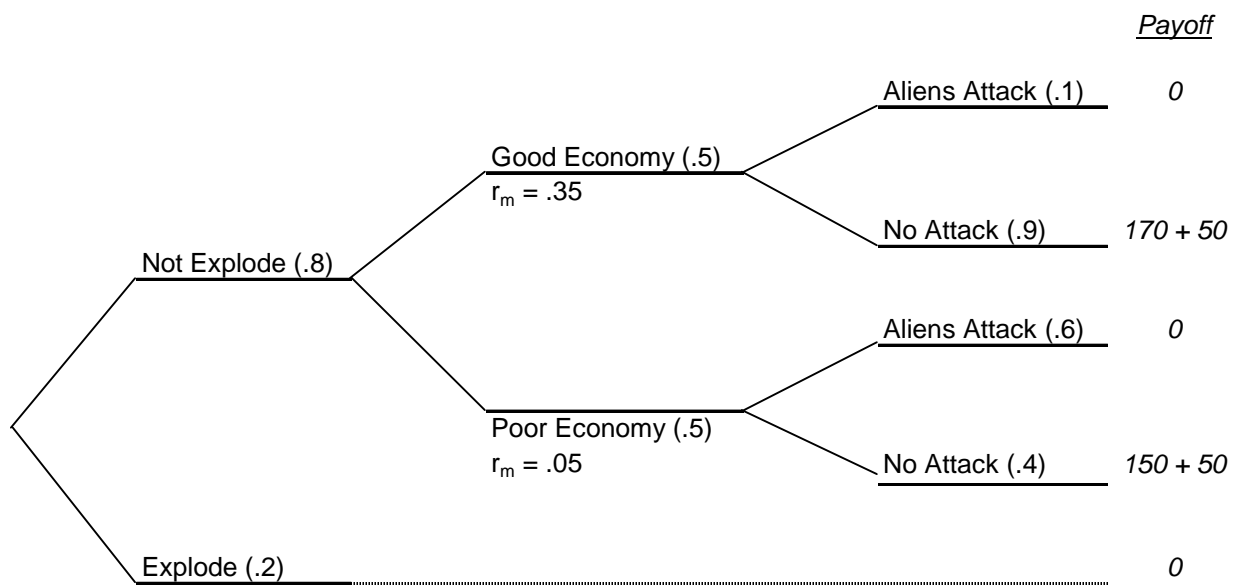 Payoff
Aliens Attack (.1) 0
Good Economy (.5)
rₘ = .35
No Attack (.9) 170 + 50
Not Explode (.8)
Aliens Attack (.6) 0
Poor Economy (.5)
rₘ = .05
No Attack (.4) 150 + 50
Explode (.2) 0